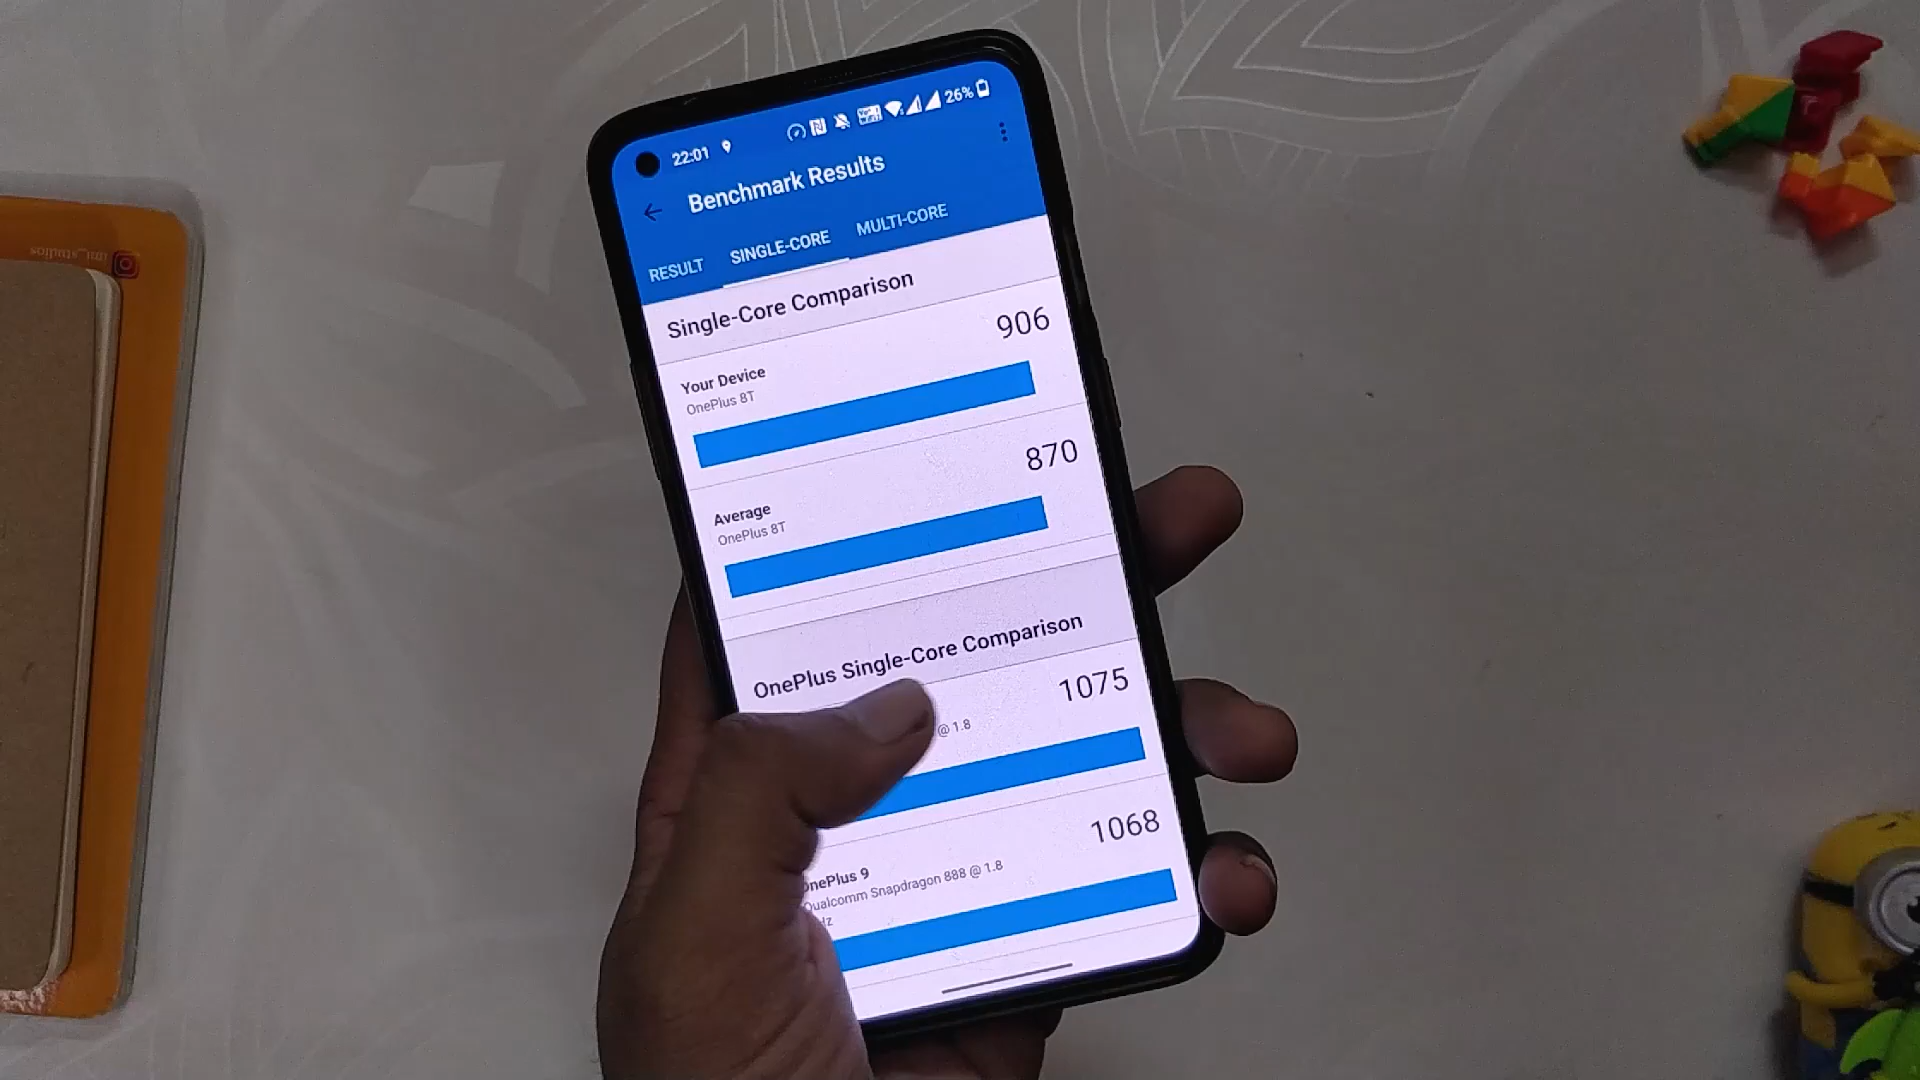 22:01
26%
Benchmark Results
RESULT
SINGLE-CORE
MULTI-CORE
Single-Core Comparison
906
Your Device
OnePlus 8T
870
Average
OnePlus 8T
OnePlus Single-Core Comparison
1075
@ 1.8
1068
OnePlus 9
Qualcomm Snapdragon 888 @ 1.8